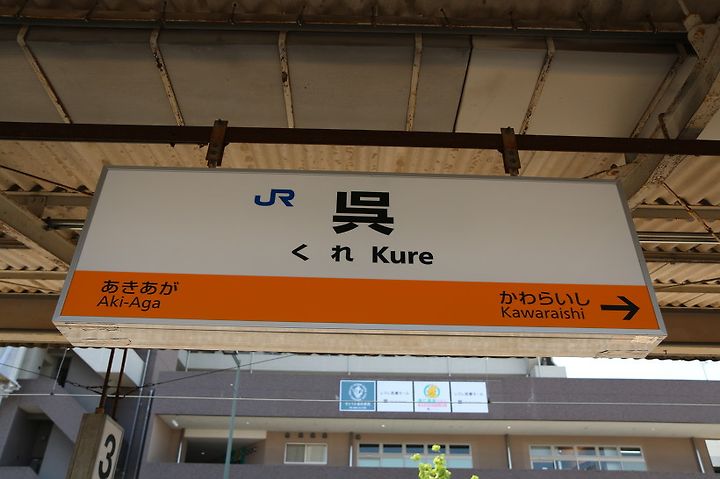 JR 呉
くれ Kure
あきあが
Aki-Aga
かわらいし →
Kawaraishi
3